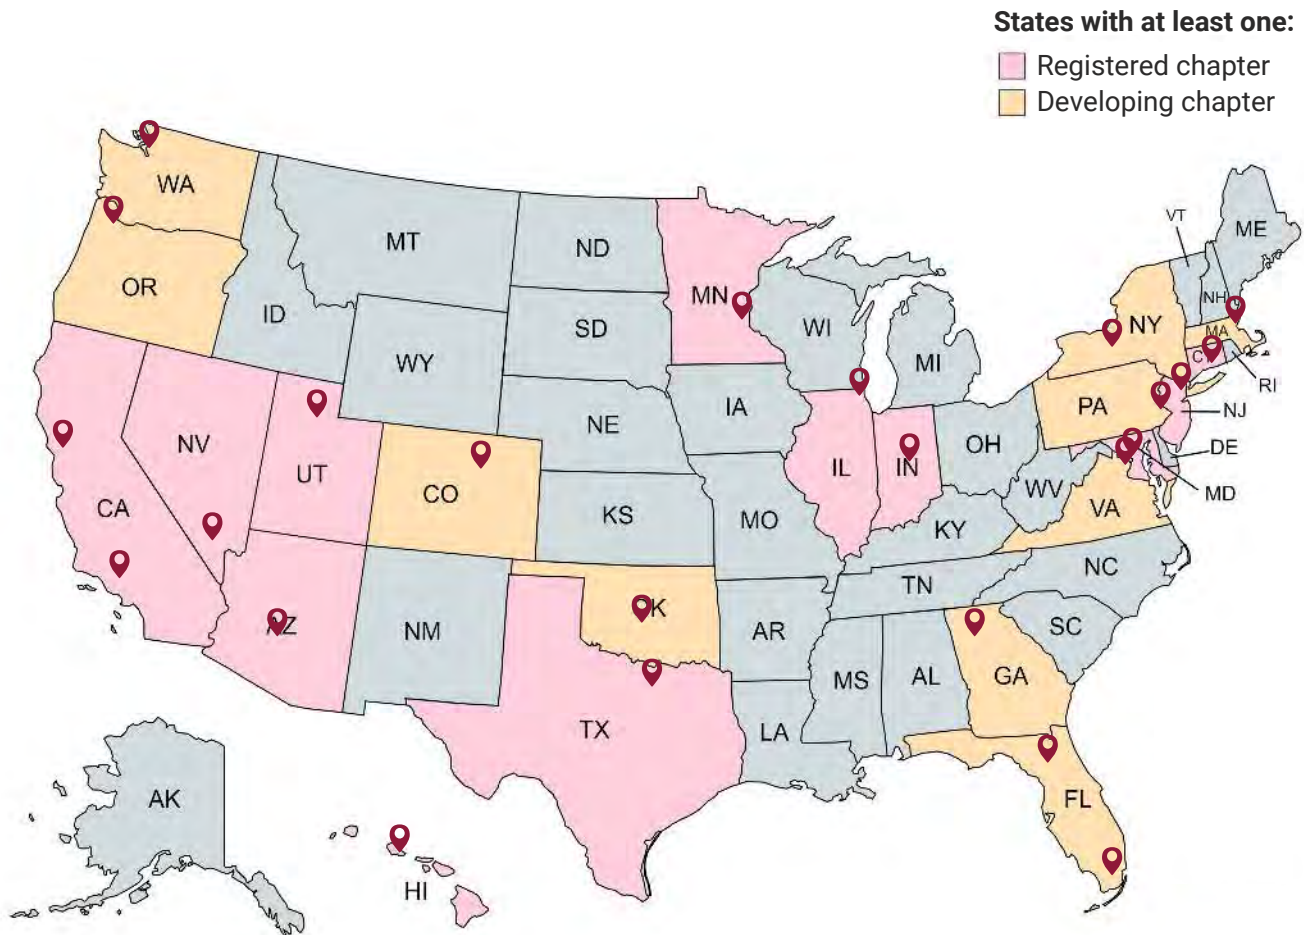 States with at least one:
Registered chapter
Developing chapter
WA
MT
ND
MN
VT
ME
OR
ID
SD
WI
NH
NY
MA
WY
MI
C
RI
IA
PA
NJ
NV
NE
OH
DE
UT
IL
IN
CO
WV
MD
CA
KS
MO
VA
KY
NC
TN
AZ
NM
K
AR
SC
MS
AL
GA
TX
LA
AK
FL
HI